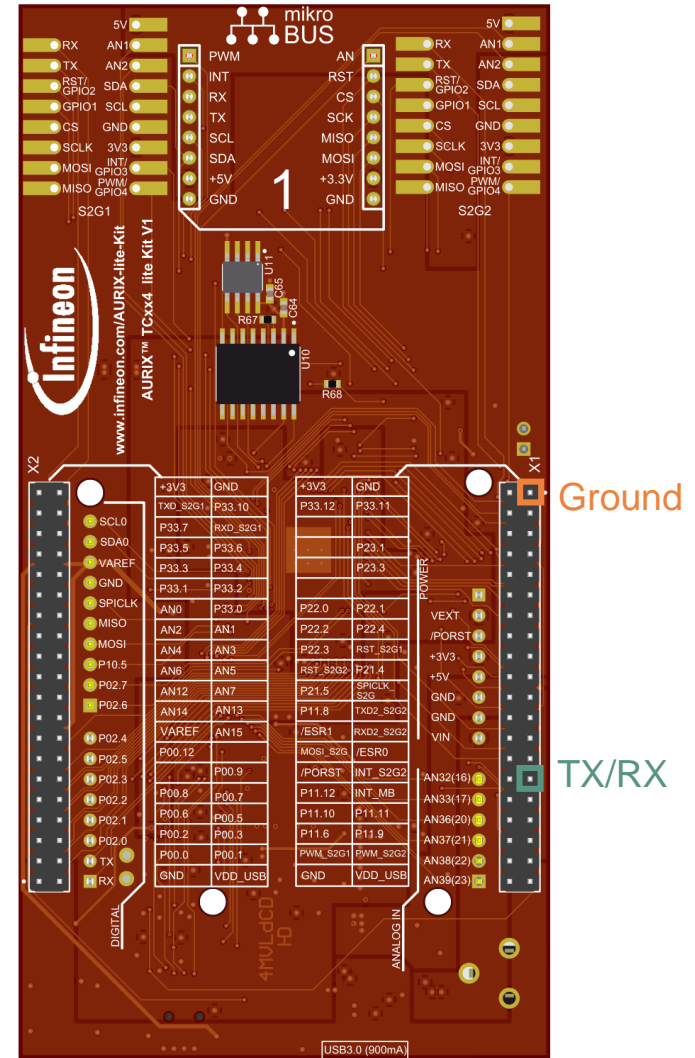 mikro
BUS
5V
RX AN1
TX AN2
RST/
GPIO2 SDA
GPIO1 SCL
CS GND
SCLK 3V3
MOSI INT/
GPIO3
MISO PWM/
GPIO4
S2G1
PWM AN
INT RST
RX CS
TX SCK
SCL MISO
SDA MOSI
+5V +3.3V
GND GND
1
5V
RX AN1
TX AN2
RST/
GPIO2 SDA
GPIO1 SCL
CS GND
SCLK 3V3
MOSI INT/
GPIO3
MISO PWM/
GPIO4
S2G2
Infineon
www.infineon.com/AURIX-lite-Kit
AURIX™ TCxx4 lite Kit V1
U11
C65
C64
R67
U10
R68
X2
X1
Ground
TX/RX
SCL0
SDA0
VAREF
GND
SPICLK
MISO
MOSI
P10.5
P02.7
P02.6
P02.4
P02.5
P02.3
P02.2
P02.1
P02.0
TX
RX
DIGITAL
+3V3 GND
TXD_S2G1 P33.10
P33.7 RXD_S2G1
P33.5 P33.6
P33.3 P33.4
P33.1 P33.2
AN0 P33.0
AN2 AN1
AN4 AN3
AN6 AN5
AN12 AN7
AN14 AN13
VAREF AN15
P00.12
P00.9
P00.8 P00.7
P00.6 P00.5
P00.2 P00.3
P00.0 P00.1
GND VDD_USB
+3V3 GND
P33.12 P33.11
P23.1
P23.3
P22.0 P22.1
P22.2 P22.4
P22.3 RST_S2G1
RST_S2G2 P21.4
P21.5 SPICLK_
S2G
P11.8 TXD2_S2G2
/ESR1 RXD2_S2G2
MOSI_S2G /ESR0
/PORST INT_S2G2
P11.12 INT_MB
P11.10 P11.11
P11.6 P11.9
PWM_S2G1 PWM_S2G2
GND VDD_USB
POWER
VEXT
/PORST
+3V3
+5V
GND
GND
VIN
AN32(16)
AN33(17)
AN36(20)
AN37(21)
AN38(22)
AN39(23)
ANALOG IN
4MVLdCD
HD
USB3.0 (900mA)